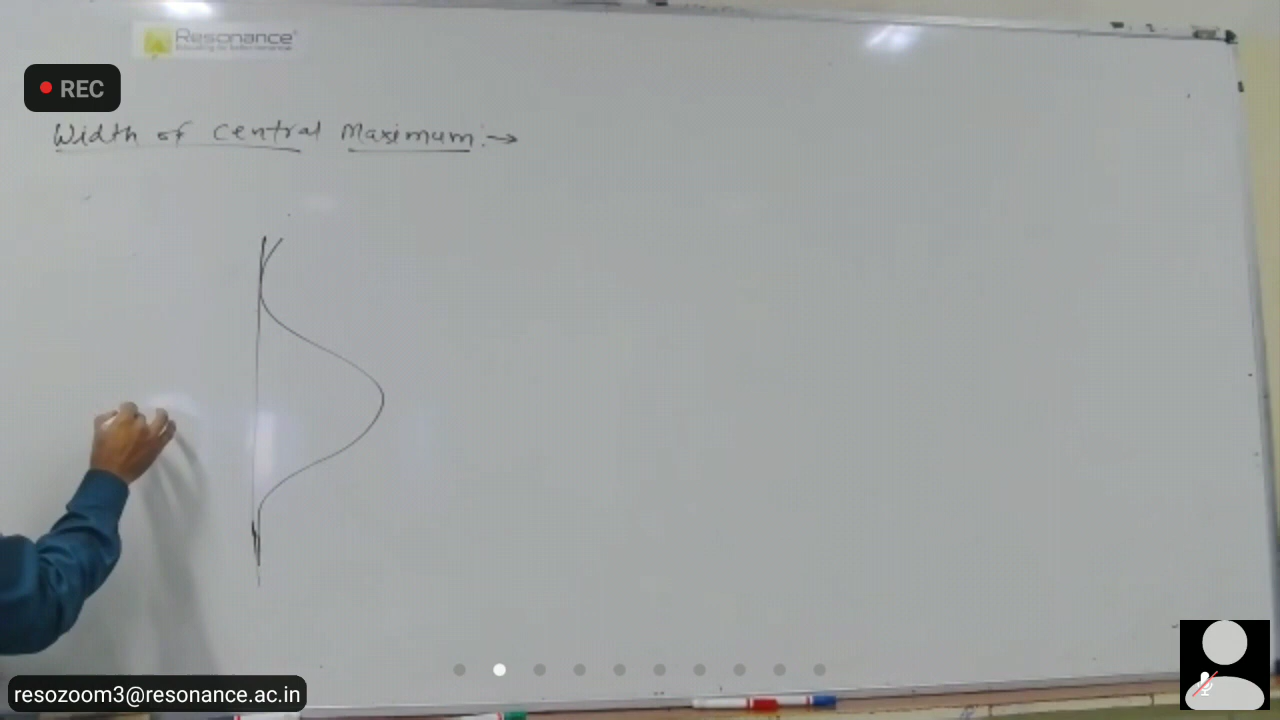 Resonance®
REC
Width of Central Maximum :→
resozoom3@resonance.ac.in